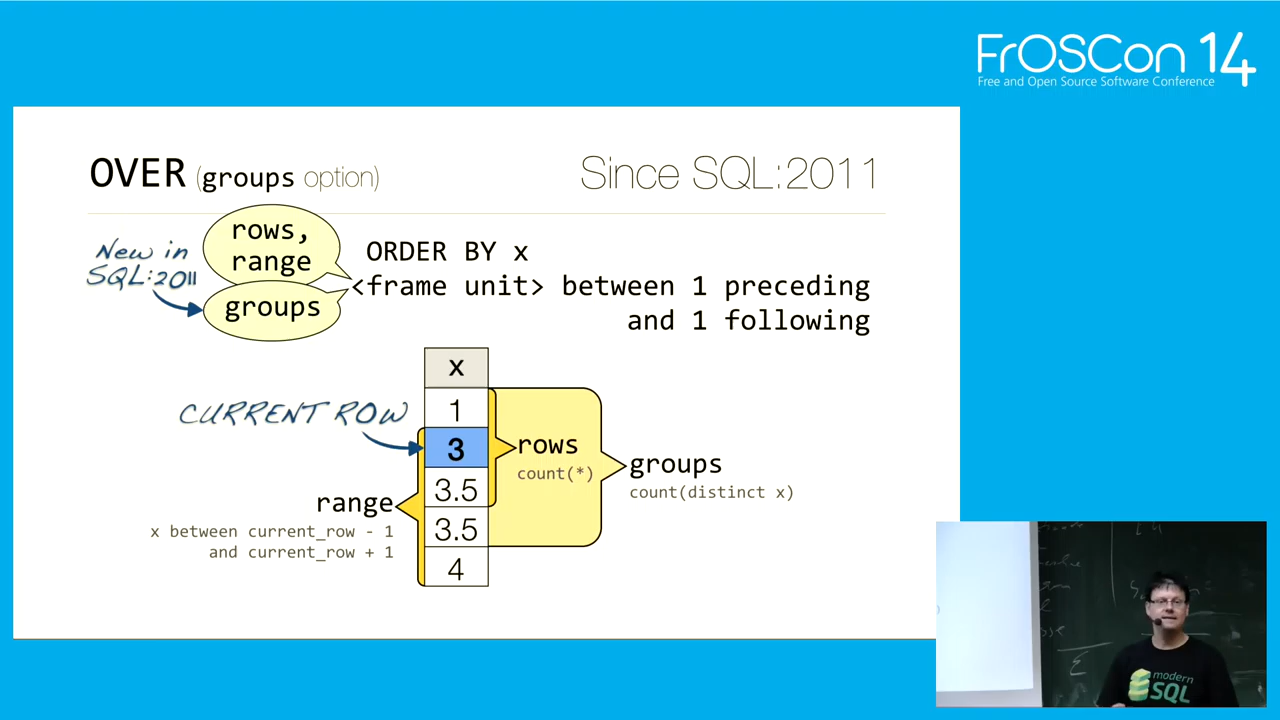 FrOSCon 14
Free and Open Source Software Conference
OVER (groups option)
Since SQL:2011
New in
SQL:2011
rows,
range
groups
ORDER BY x
<frame unit> between 1 preceding
and 1 following
x
1
CURRENT ROW
3
3.5
3.5
4
rows
count(*)
groups
count(distinct x)
range
x between current_row - 1
and current_row + 1
modern
SQL